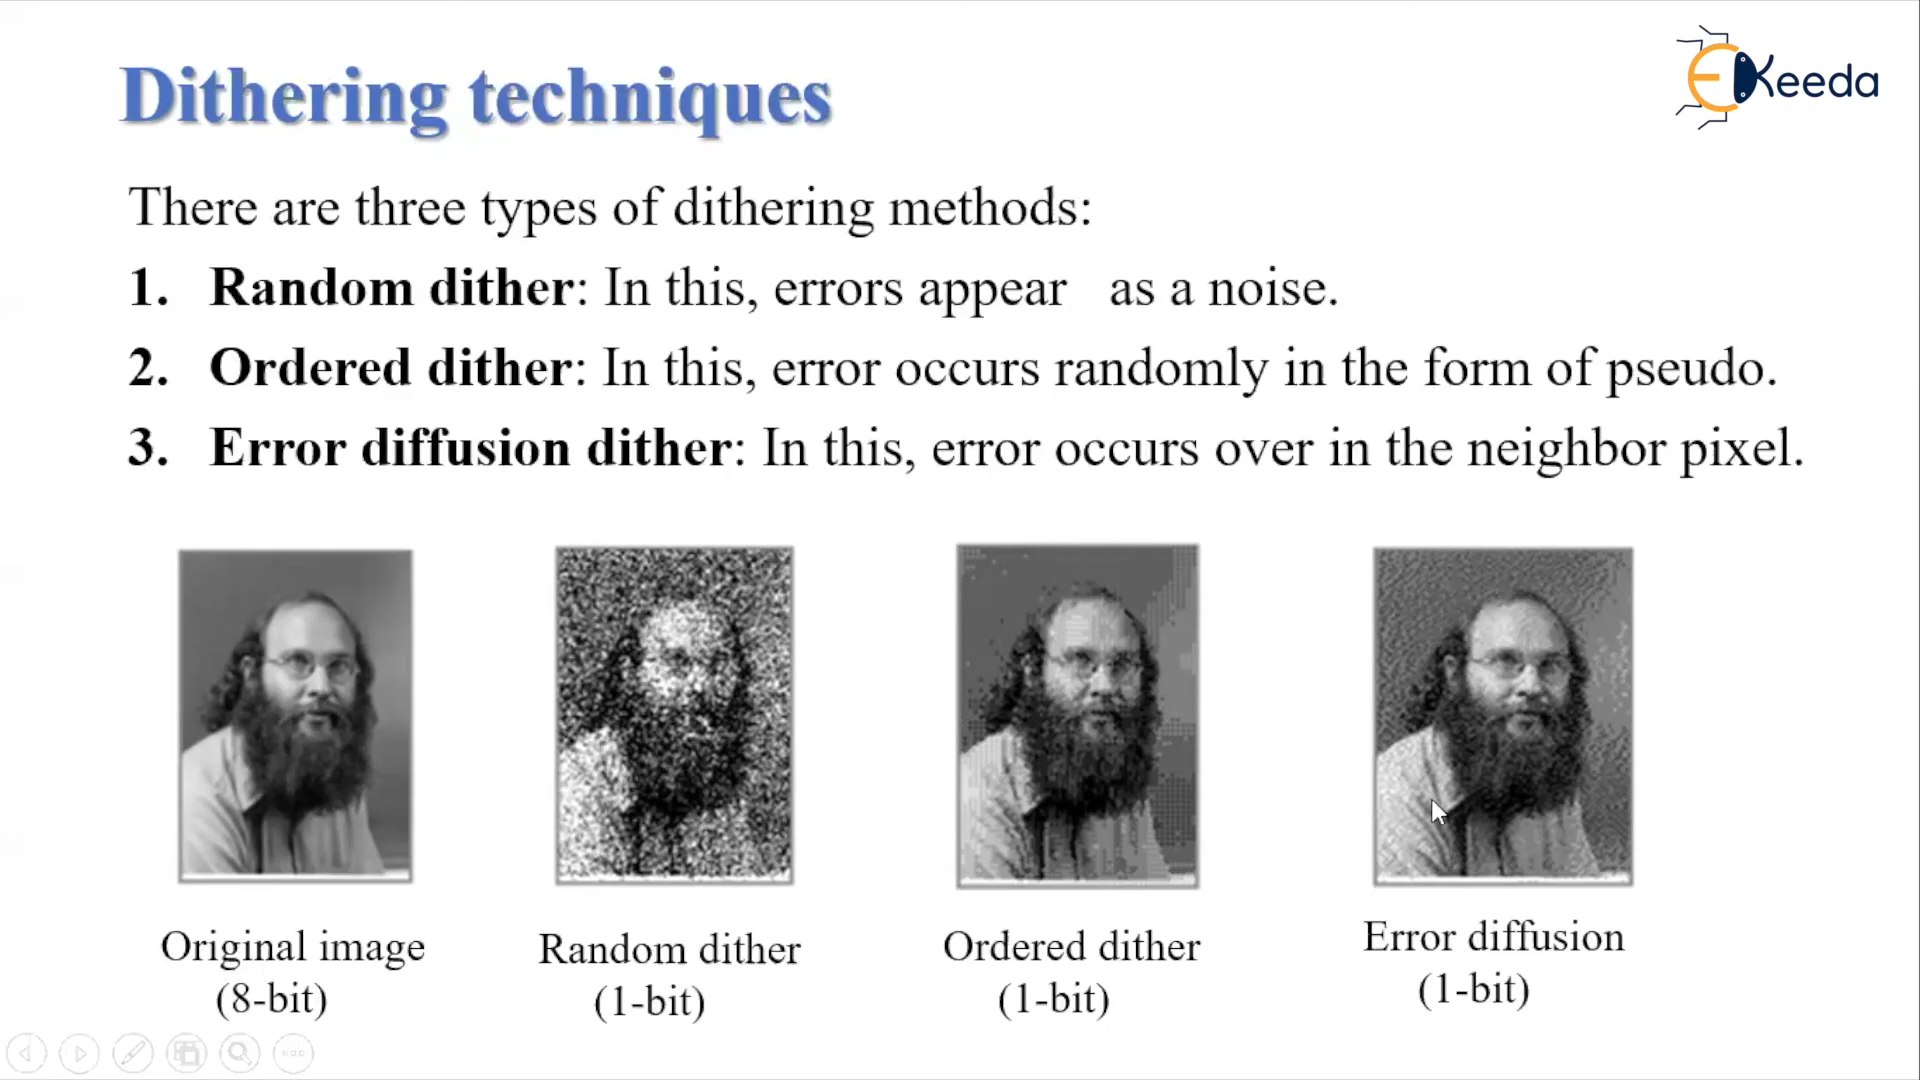 Dithering techniques
EKeeda
There are three types of dithering methods:
1. Random dither: In this, errors appear as a noise.
2. Ordered dither: In this, error occurs randomly in the form of pseudo.
3. Error diffusion dither: In this, error occurs over in the neighbor pixel.
Original image
(8-bit)
Random dither
(1-bit)
Ordered dither
(1-bit)
Error diffusion
(1-bit)